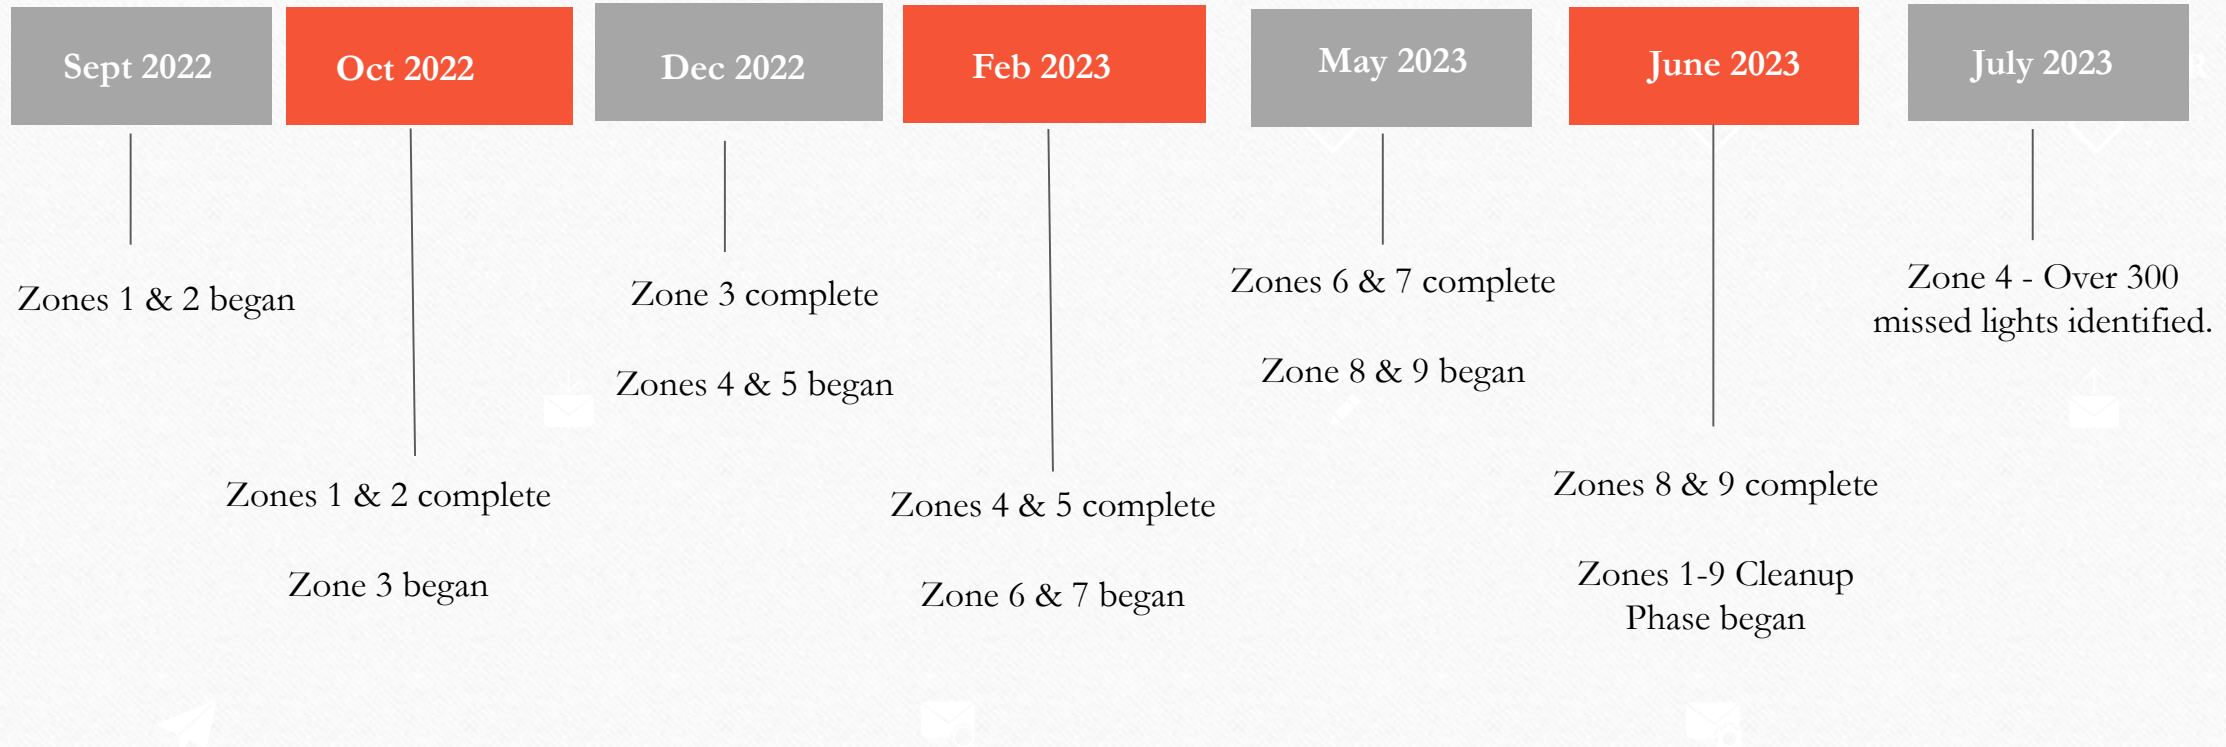 Sept 2022
Oct 2022
Dec 2022
Feb 2023
May 2023
June 2023
July 2023
Zones 1 & 2 began
Zones 1 & 2 complete
Zone 3 began
Zone 3 complete
Zones 4 & 5 began
Zones 4 & 5 complete
Zone 6 & 7 began
Zones 6 & 7 complete
Zone 8 & 9 began
Zones 8 & 9 complete
Zones 1-9 Cleanup
Phase began
Zone 4 - Over 300
missed lights identified.